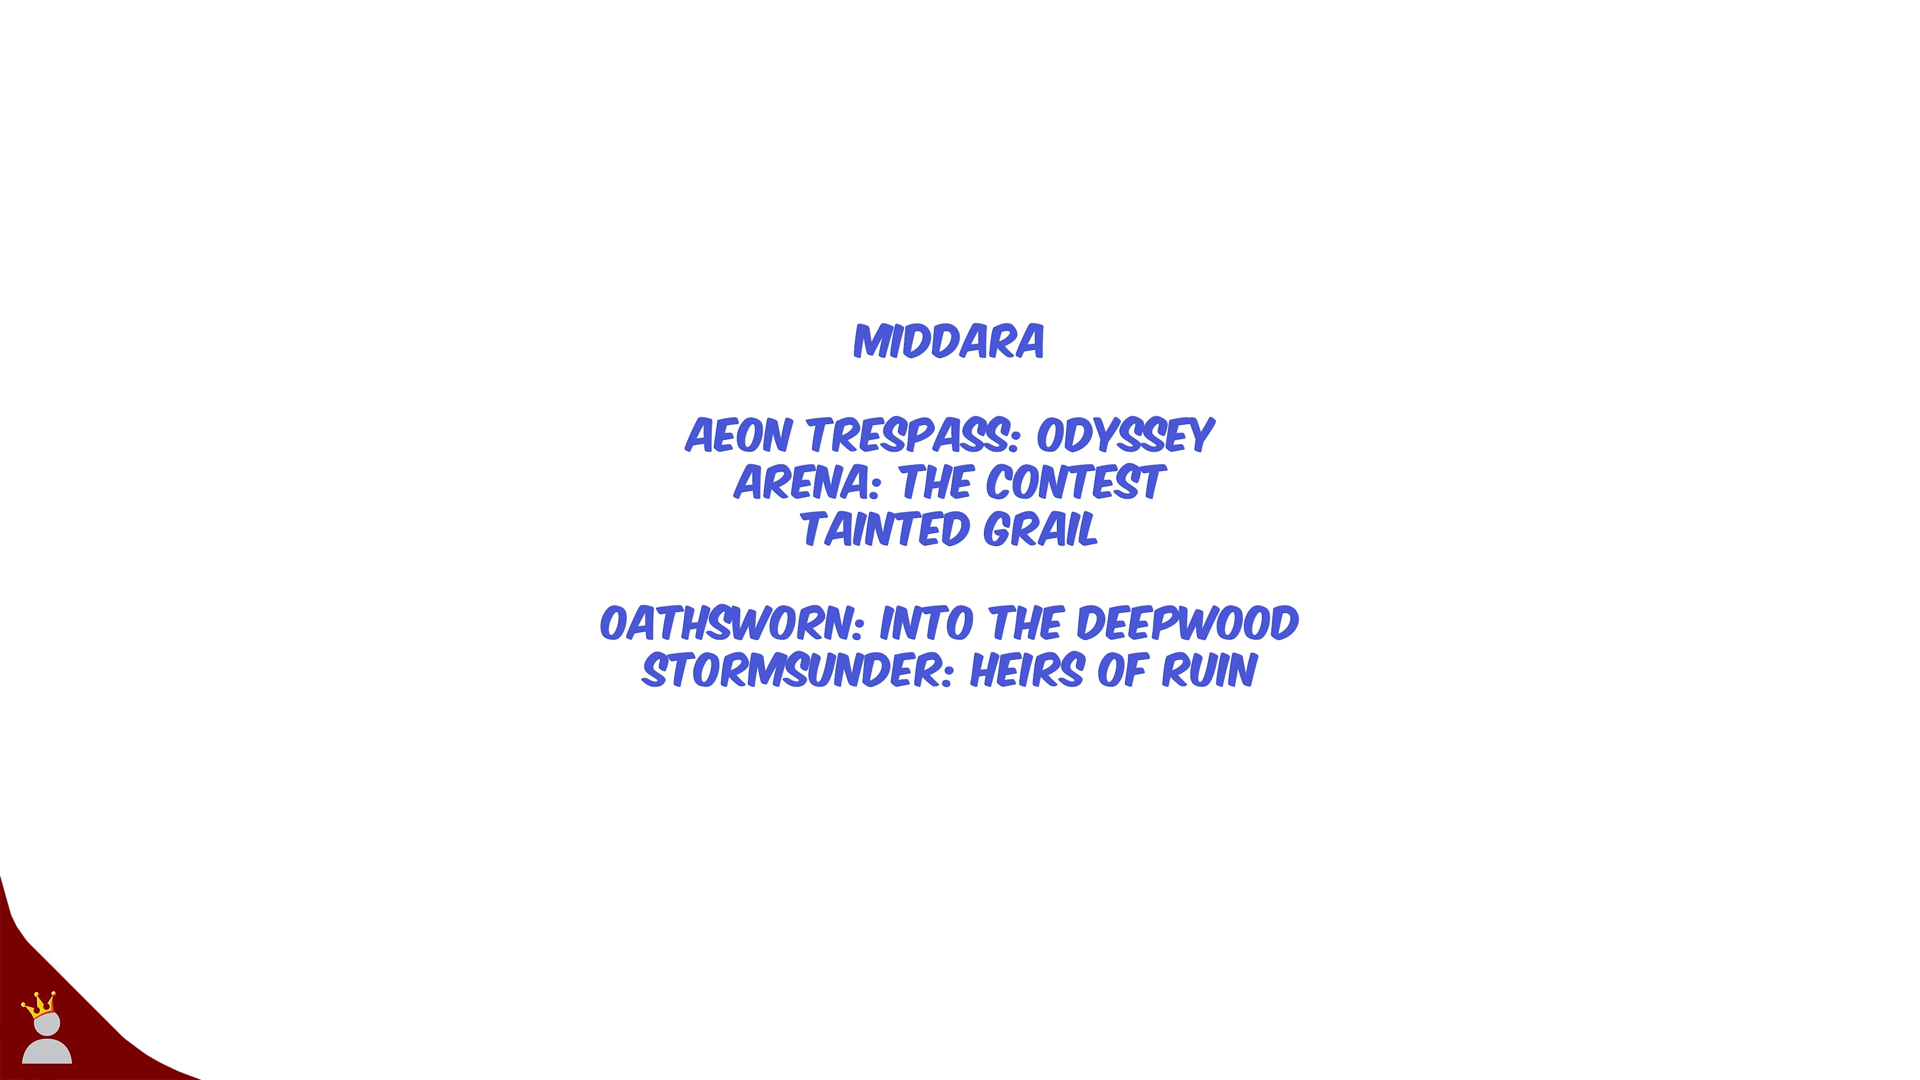 MIDDARA
AEON TRESPASS: ODYSSEY
ARENA: THE CONTEST
TAINTED GRAIL
OATHSWORN: INTO THE DEEPWOOD
STORMSUNDER: HEIRS OF RUIN